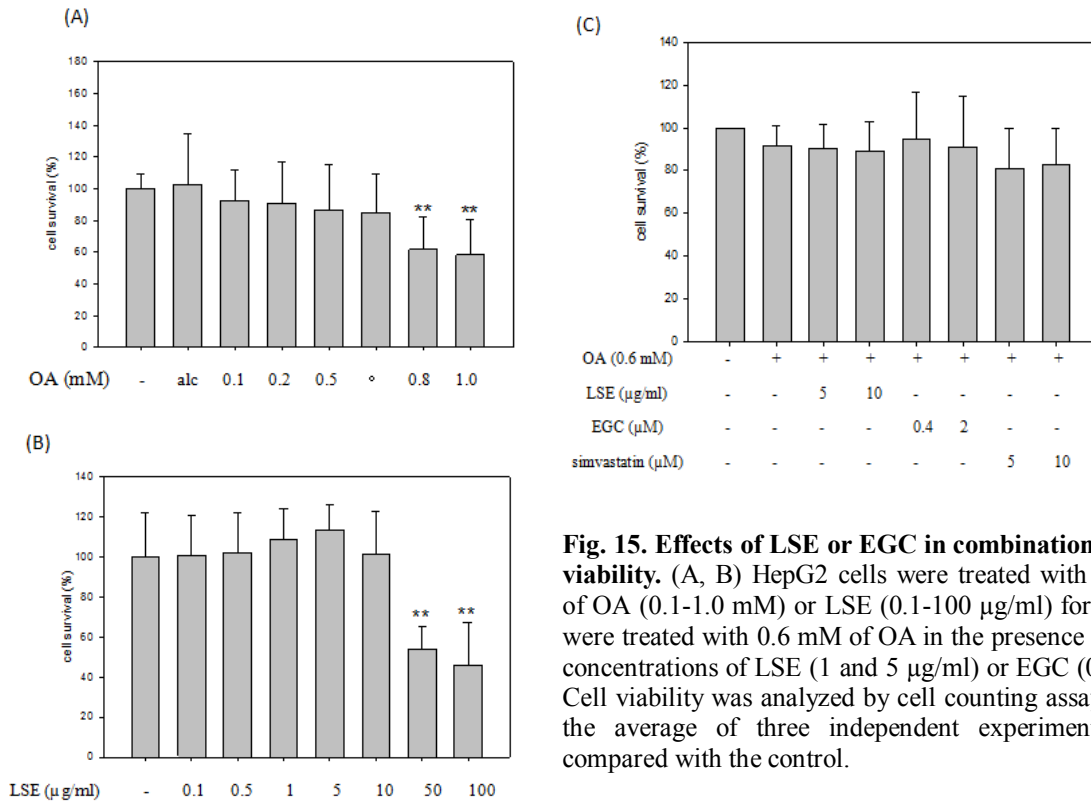 (A)
180
160
140
120
100
80
60
40
20
0
cell survival (%)
** **
OA (mM) - alc 0.1 0.2 0.5 ° 0.8 1.0
(B)
140
120
100
80
60
40
20
0
cell survival (%)
** **
LSE (µg/ml) - 0.1 0.5 1 5 10 50 100
(C)
140
120
100
80
60
40
20
0
cell survival (%)
OA (0.6 mM) - + + + + + + +
LSE (µg/ml) - - 5 10 - - - -
EGC (µM) - - - - 0.4 2 - -
simvastatin (µM) - - - - - - 5 10
Fig. 15. Effects of LSE or EGC in combination
viability. (A, B) HepG2 cells were treated with
of OA (0.1-1.0 mM) or LSE (0.1-100 µg/ml) for
were treated with 0.6 mM of OA in the presence
concentrations of LSE (1 and 5 µg/ml) or EGC (0
Cell viability was analyzed by cell counting assa
the average of three independent experimen
compared with the control.